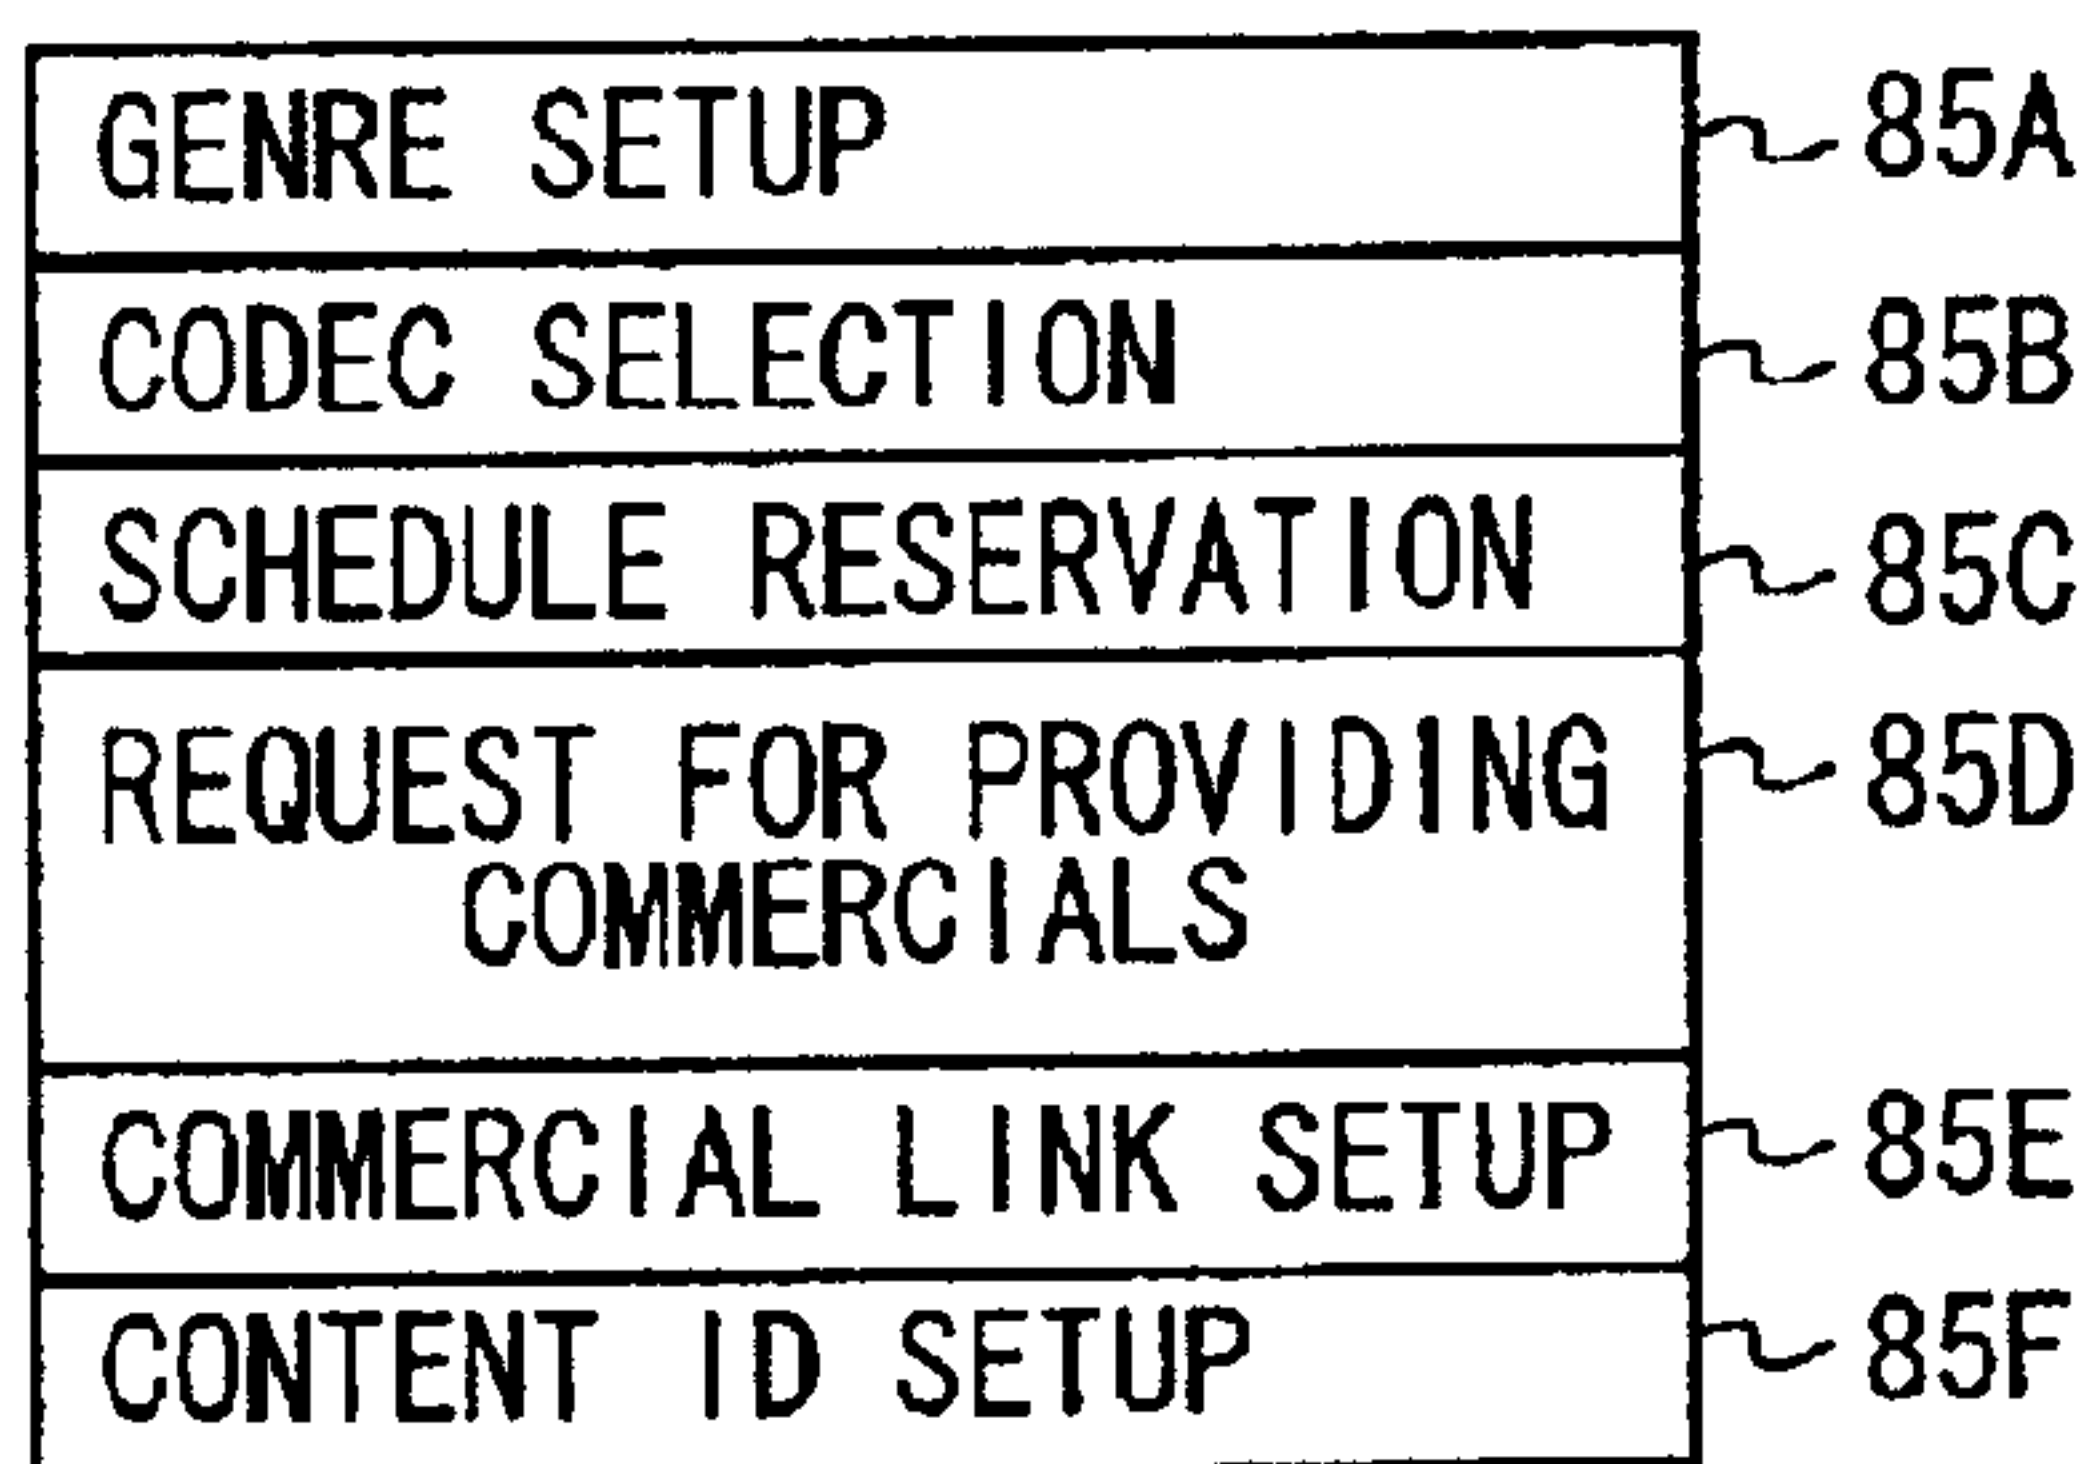 GENRE SETUP 85A
CODEC SELECTION 85B
SCHEDULE RESERVATION 85C
REQUEST FOR PROVIDING 85D
COMMERCIALS
COMMERCIAL LINK SETUP 85E
CONTENT ID SETUP 85F